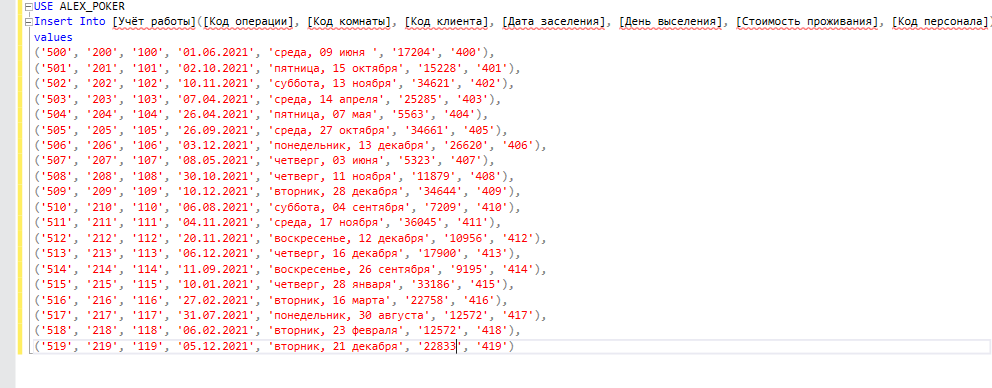 USE ALEX_POKER
Insert Into [Учёт работы]([Код операции], [Код комнаты], [Код клиента], [Дата заселения], [День выселения], [Стоимость проживания], [Код персонала])
values
('500', '200', '100', '01.06.2021', 'среда, 09 июня ', '17204', '400'),
('501', '201', '101', '02.10.2021', 'пятница, 15 октября', '15228', '401'),
('502', '202', '102', '10.11.2021', 'суббота, 13 ноября', '34621', '402'),
('503', '203', '103', '07.04.2021', 'среда, 14 апреля', '25285', '403'),
('504', '204', '104', '26.04.2021', 'пятница, 07 мая', '5563', '404'),
('505', '205', '105', '26.09.2021', 'среда, 27 октября', '34661', '405'),
('506', '206', '106', '03.12.2021', 'понедельник, 13 декабря', '26620', '406'),
('507', '207', '107', '08.05.2021', 'четверг, 03 июня', '5323', '407'),
('508', '208', '108', '30.10.2021', 'четверг, 11 ноября', '11879', '408'),
('509', '209', '109', '10.12.2021', 'вторник, 28 декабря', '34644', '409'),
('510', '210', '110', '06.08.2021', 'суббота, 04 сентября', '7209', '410'),
('511', '211', '111', '04.11.2021', 'среда, 17 ноября', '36045', '411'),
('512', '212', '112', '20.11.2021', 'воскресенье, 12 декабря', '10956', '412'),
('513', '213', '113', '06.12.2021', 'четверг, 16 декабря', '17900', '413'),
('514', '214', '114', '11.09.2021', 'воскресенье, 26 сентября', '9195', '414'),
('515', '215', '115', '10.01.2021', 'четверг, 28 января', '33186', '415'),
('516', '216', '116', '27.02.2021', 'вторник, 16 марта', '22758', '416'),
('517', '217', '117', '31.07.2021', 'понедельник, 30 августа', '12572', '417'),
('518', '218', '118', '06.02.2021', 'вторник, 23 февраля', '12572', '418'),
('519', '219', '119', '05.12.2021', 'вторник, 21 декабря', '22833', '419')